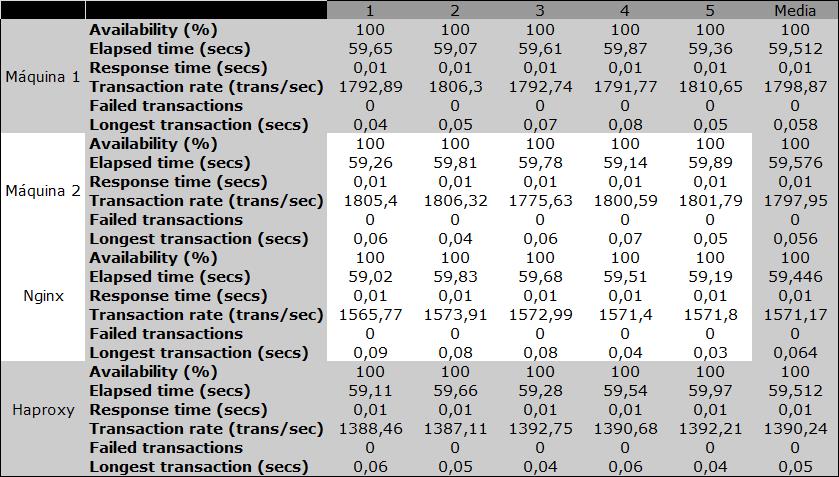 1 2 3 4 5 Media
Availability (%) 100 100 100 100 100 100
Elapsed time (secs) 59,65 59,07 59,61 59,87 59,36 59,512
Response time (secs) 0,01 0,01 0,01 0,01 0,01 0,01
Máquina 1 Transaction rate (trans/sec) 1792,89 1806,3 1792,74 1791,77 1810,65 1798,87
Failed transactions 0 0 0 0 0 0
Longest transaction (secs) 0,04 0,05 0,07 0,08 0,05 0,058
Availability (%) 100 100 100 100 100 100
Elapsed time (secs) 59,26 59,81 59,78 59,14 59,89 59,576
Response time (secs) 0,01 0,01 0,01 0,01 0,01 0,01
Máquina 2 Transaction rate (trans/sec) 1805,4 1806,32 1775,63 1800,59 1801,79 1797,95
Failed transactions 0 0 0 0 0 0
Longest transaction (secs) 0,06 0,04 0,06 0,07 0,05 0,056
Availability (%) 100 100 100 100 100 100
Elapsed time (secs) 59,02 59,83 59,68 59,51 59,19 59,446
Nginx Response time (secs) 0,01 0,01 0,01 0,01 0,01 0,01
Transaction rate (trans/sec) 1565,77 1573,91 1572,99 1571,4 1571,8 1571,17
Failed transactions 0 0 0 0 0 0
Longest transaction (secs) 0,09 0,08 0,08 0,04 0,03 0,064
Availability (%) 100 100 100 100 100 100
Elapsed time (secs) 59,11 59,66 59,28 59,54 59,97 59,512
Haproxy Response time (secs) 0,01 0,01 0,01 0,01 0,01 0,01
Transaction rate (trans/sec) 1388,46 1387,11 1392,75 1390,68 1392,21 1390,24
Failed transactions 0 0 0 0 0 0
Longest transaction (secs) 0,06 0,05 0,04 0,06 0,04 0,05